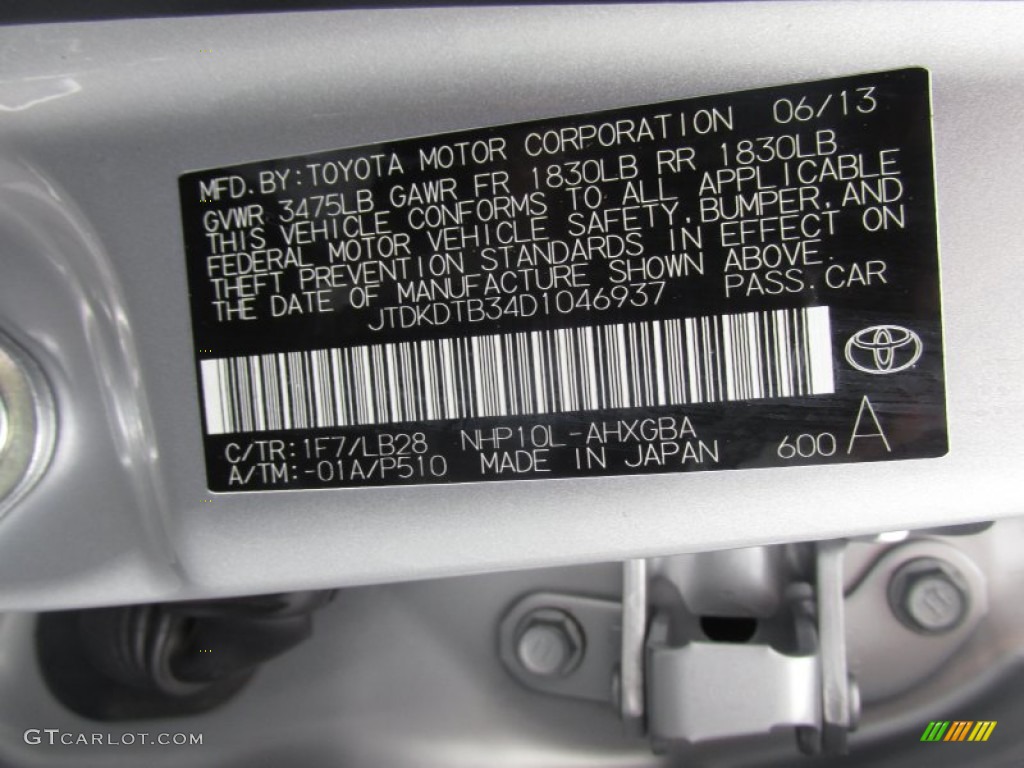 MFD. BY: TOYOTA MOTOR CORPORATION 06/13
GVWR 3475LB GAWR FR 1830LB RR 1830LB
THIS VEHICLE CONFORMS TO ALL APPLICABLE
FEDERAL MOTOR VEHICLE SAFETY, BUMPER, AND
THEFT PREVENTION STANDARDS IN EFFECT ON
THE DATE OF MANUFACTURE SHOWN ABOVE.
JTDKDTB34D1046937 PASS. CAR
C/TR: 1F7/LB28 NHP10L-AHXGBA
A/TM: -01A/P510 MADE IN JAPAN 600 A
GTCARLOT.COM